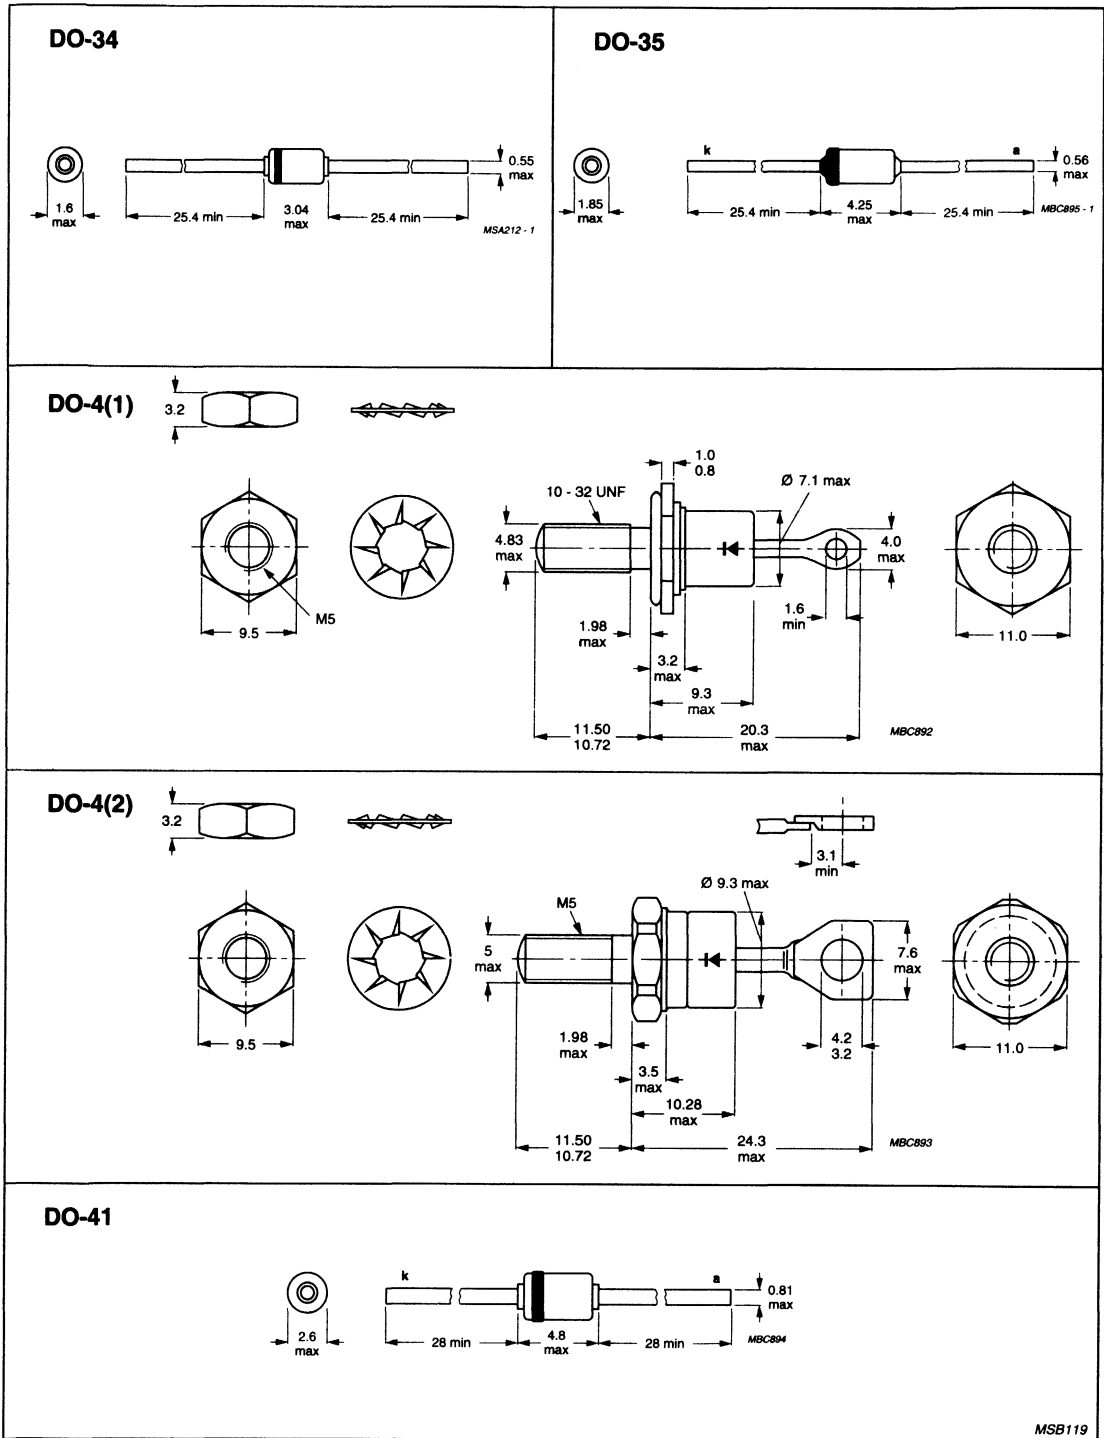 DO-34
1.6
max
25.4 min
3.04
max
25.4 min
0.55
max
MSA212 - 1
DO-35
1.85
max
k
a
25.4 min
4.25
max
25.4 min
0.56
max
MBC895 - 1
DO-4(1)
3.2
9.5
M5
10 - 32 UNF
4.83
max
1.0
0.8
Ø 7.1 max
4.0
max
1.6
min
1.98
max
3.2
max
9.3
max
11.50
10.72
20.3
max
11.0
MBC892
DO-4(2)
3.2
9.5
3.1
min
M5
Ø 9.3 max
5
max
7.6
max
4.2
3.2
1.98
max
3.5
max
10.28
max
11.50
10.72
24.3
max
11.0
MBC893
DO-41
2.6
max
k
a
28 min
4.8
max
28 min
0.81
max
MBC894
MSB119